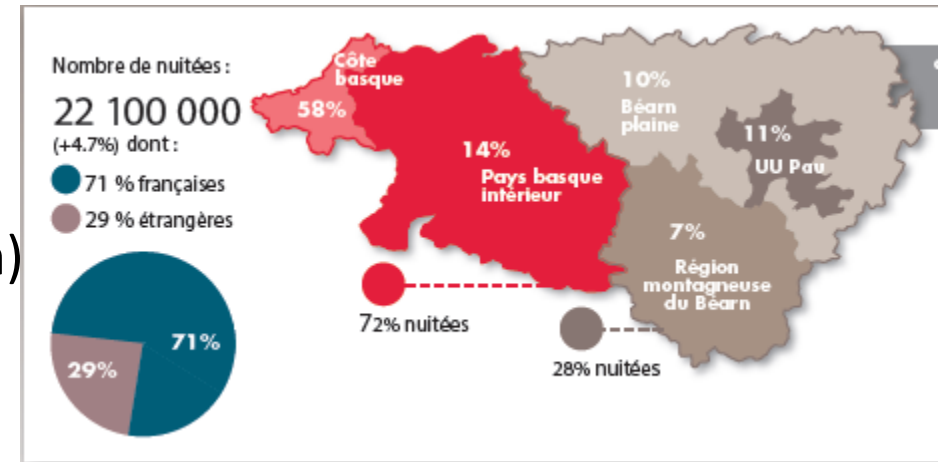 Nombre de nuitées :
22 100 000
(+4.7%) dont :
71 % françaises
29 % étrangères
71%
29%
Côte
basque
58%
14%
Pays basque
intérieur
10%
Béarn
plaine
11%
UU Pau
7%
Région
montagneuse
du Béarn
72% nuitées
28% nuitées
)